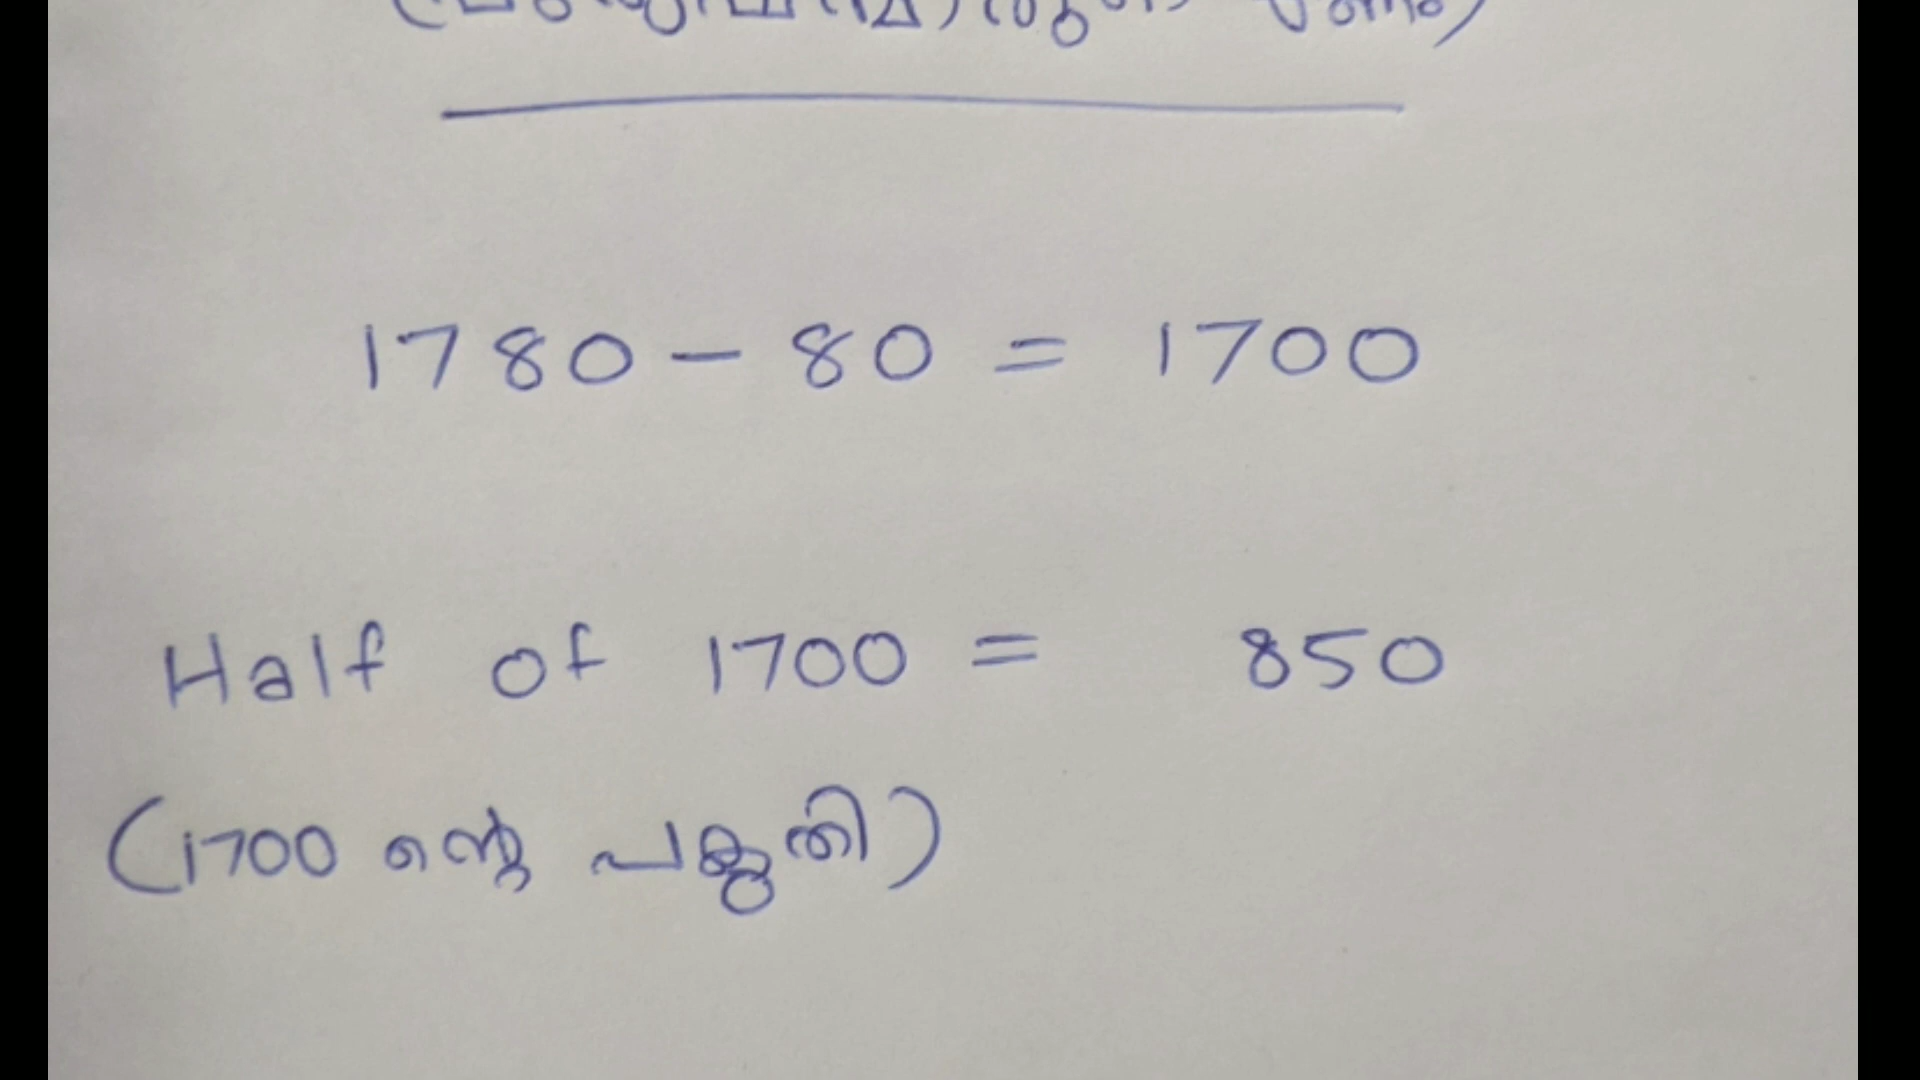 1780 - 80 = 1700
Half of 1700 = 850
(1700 ന്റെ പകുതി)